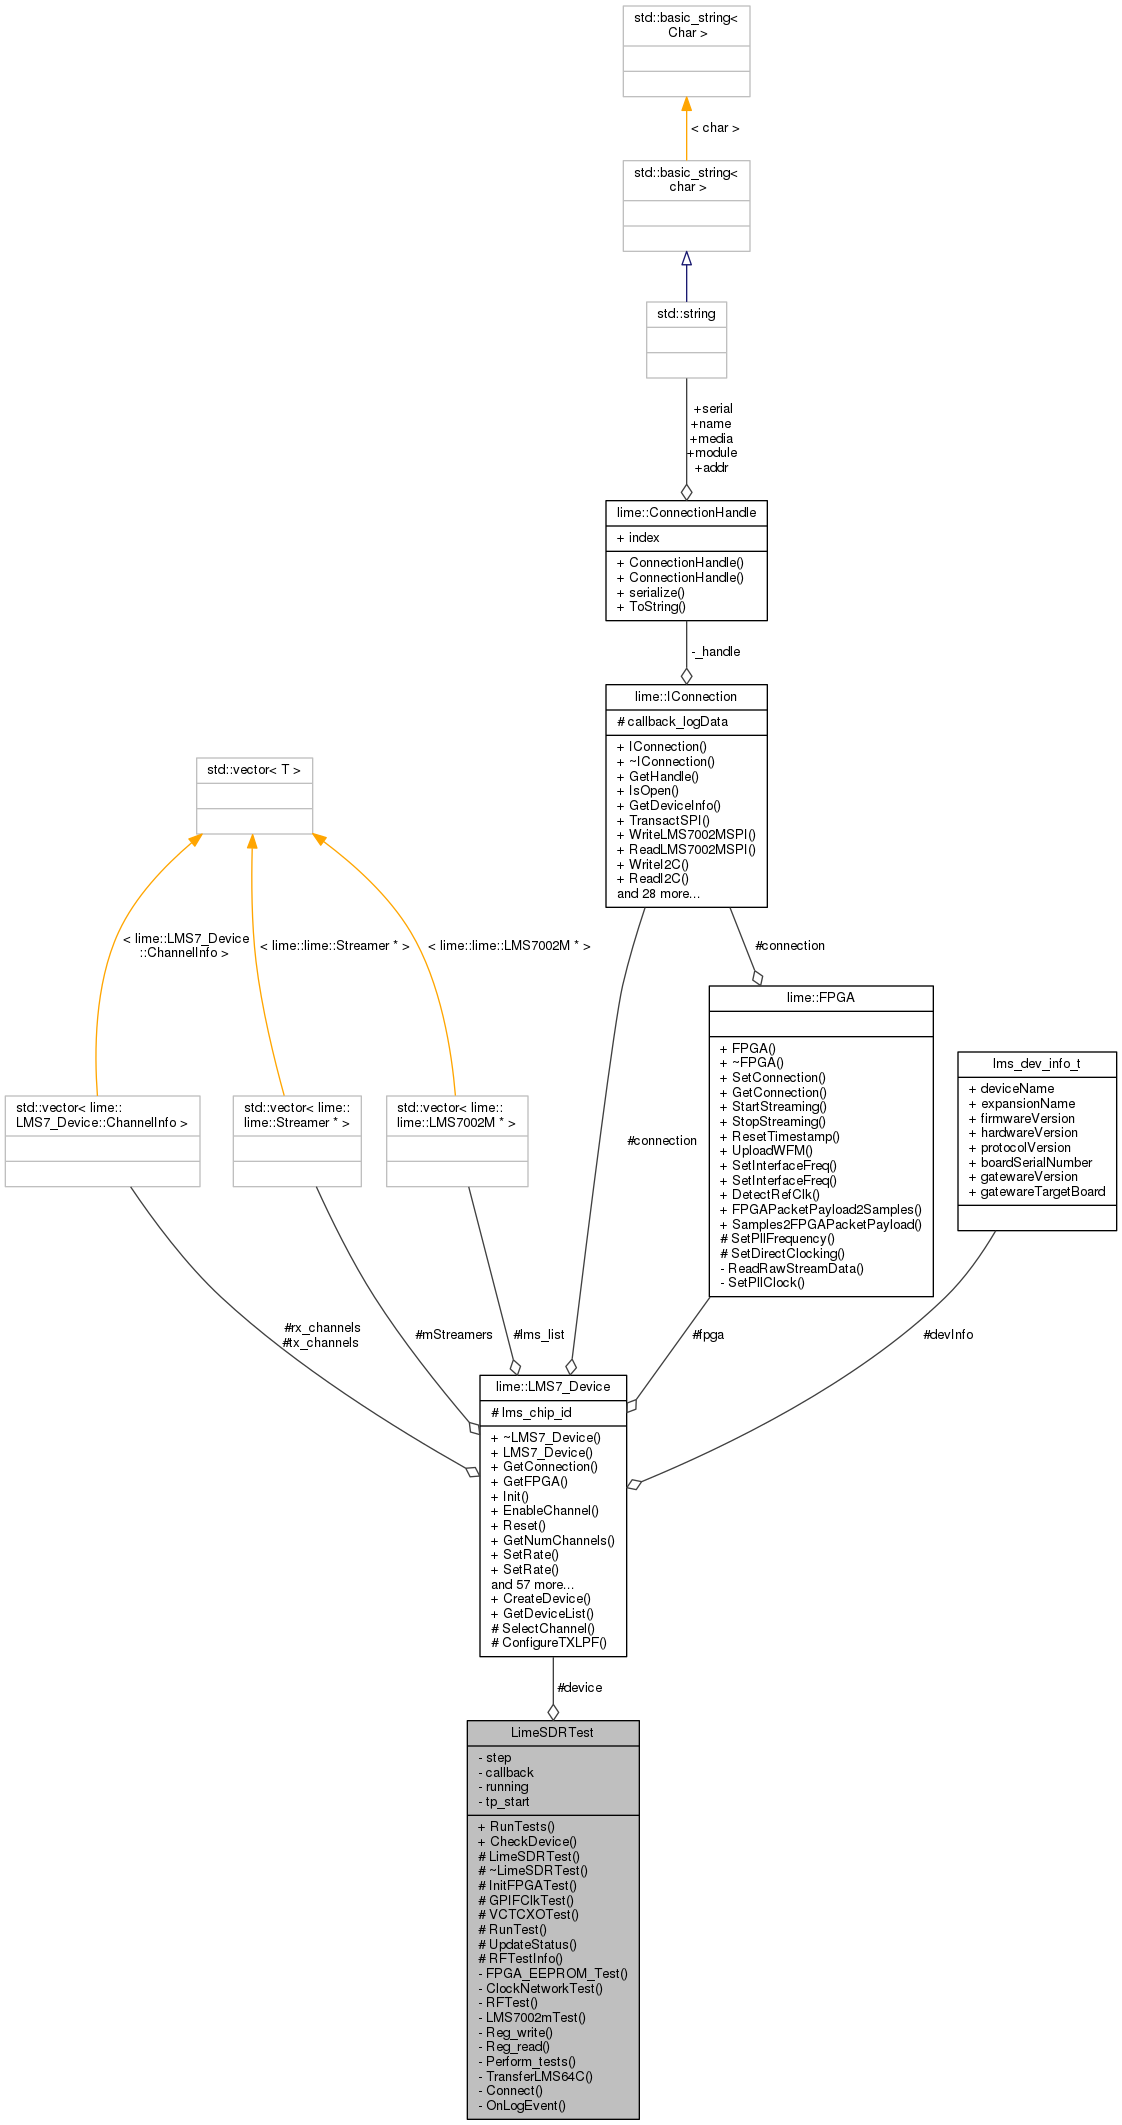 std::basic_string<
Char >
< char >
std::basic_string<
char >
std::string
+serial
+name
+media
+module
+addr
lime::ConnectionHandle
+ index
+ ConnectionHandle()
+ ConnectionHandle()
+ serialize()
+ ToString()
-_handle
lime::IConnection
# callback_logData
+ IConnection()
+ ~IConnection()
+ GetHandle()
+ IsOpen()
+ GetDeviceInfo()
+ TransactSPI()
+ WriteLMS7002MSPI()
+ ReadLMS7002MSPI()
+ WriteI2C()
+ ReadI2C()
and 28 more...
std::vector< T >
< lime::LMS7_Device
::ChannelInfo >
< lime::lime::Streamer * >
< lime::lime::LMS7002M * >
#connection
lime::FPGA
+ FPGA()
+ ~FPGA()
+ SetConnection()
+ GetConnection()
+ StartStreaming()
+ StopStreaming()
+ ResetTimestamp()
+ UploadWFM()
+ SetInterfaceFreq()
+ SetInterfaceFreq()
+ DetectRefClk()
+ FPGAPacketPayload2Samples()
+ Samples2FPGAPacketPayload()
# SetPllFrequency()
# SetDirectClocking()
- ReadRawStreamData()
- SetPllClock()
lms_dev_info_t
+ deviceName
+ expansionName
+ firmwareVersion
+ hardwareVersion
+ protocolVersion
+ boardSerialNumber
+ gatewareVersion
+ gatewareTargetBoard
std::vector< lime::
LMS7_Device::ChannelInfo >
std::vector< lime::
lime::Streamer * >
std::vector< lime::
lime::LMS7002M * >
#connection
#rx_channels
#tx_channels
#mStreamers
#lms_list
#fpga
#devInfo
lime::LMS7_Device
# lms_chip_id
+ ~LMS7_Device()
+ LMS7_Device()
+ GetConnection()
+ GetFPGA()
+ Init()
+ EnableChannel()
+ Reset()
+ GetNumChannels()
+ SetRate()
+ SetRate()
and 57 more...
+ CreateDevice()
+ GetDeviceList()
# SelectChannel()
# ConfigureTXLPF()
#device
LimeSDRTest
- step
- callback
- running
- tp_start
+ RunTests()
+ CheckDevice()
# LimeSDRTest()
# ~LimeSDRTest()
# InitFPGATest()
# GPIFClkTest()
# VCTCXOTest()
# RunTest()
# UpdateStatus()
# RFTestInfo()
- FPGA_EEPROM_Test()
- ClockNetworkTest()
- RFTest()
- LMS7002mTest()
- Reg_write()
- Reg_read()
- Perform_tests()
- TransferLMS64C()
- Connect()
- OnLogEvent()